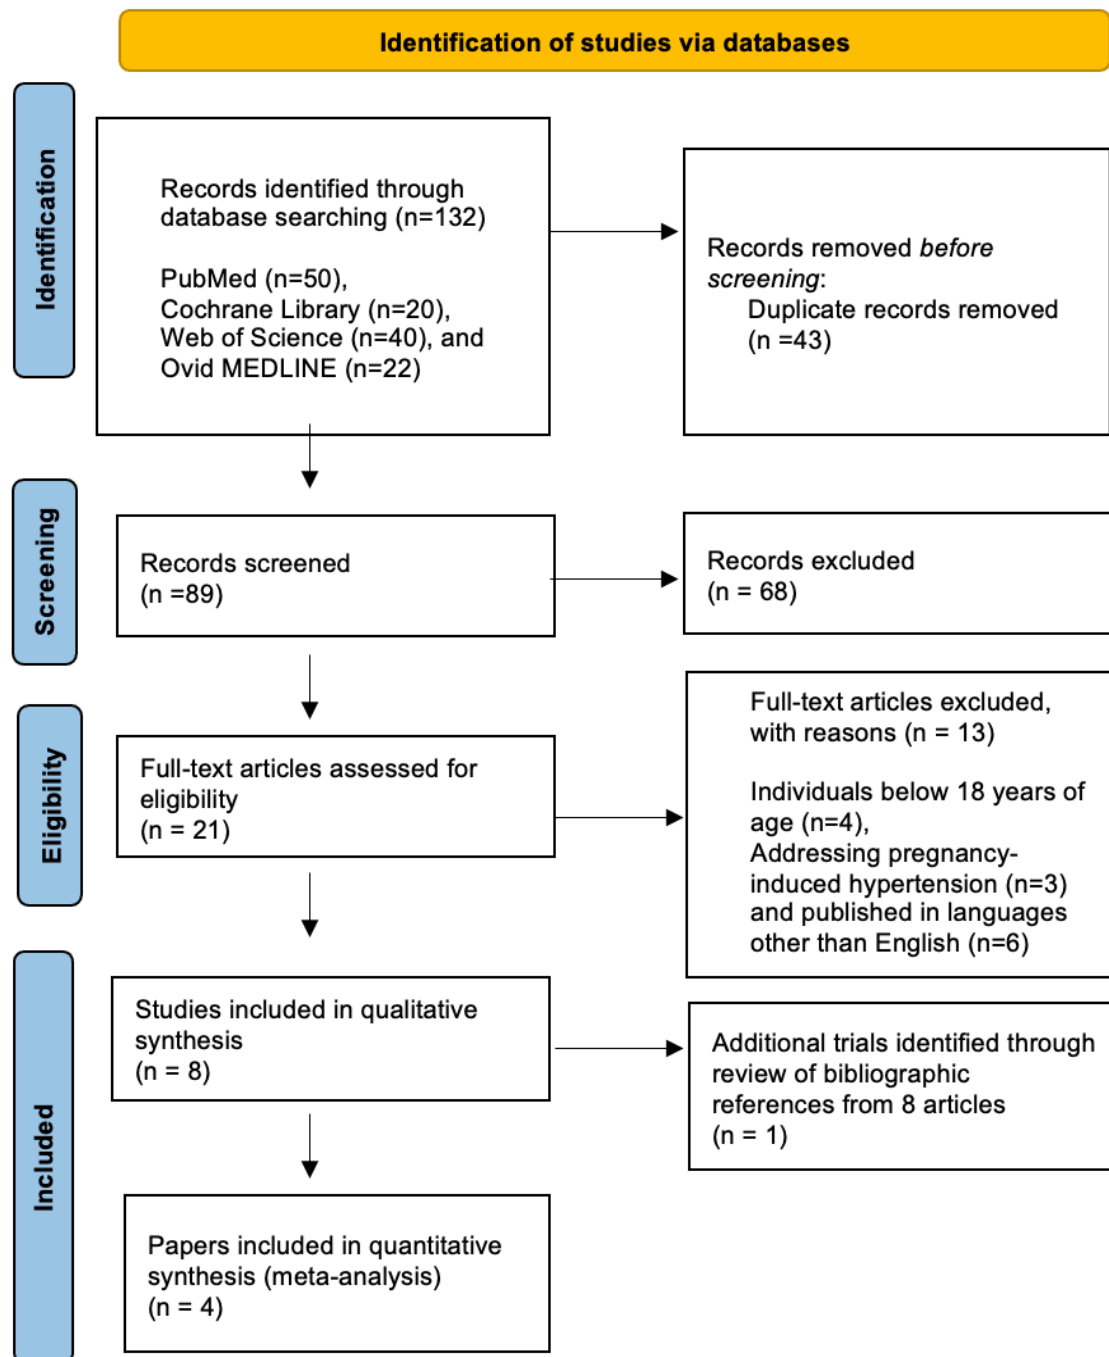 Identification of studies via databases
Identification
Records identified through
database searching (n=132)
PubMed (n=50),
Cochrane Library (n=20),
Web of Science (n=40), and
Ovid MEDLINE (n=22)
Records removed before
screening:
Duplicate records removed
(n =43)
Screening
Records screened
(n =89)
Records excluded
(n = 68)
Eligibility
Full-text articles assessed for
eligibility
(n = 21)
Full-text articles excluded,
with reasons (n = 13)
Individuals below 18 years of
age (n=4),
Addressing pregnancy-
induced hypertension (n=3)
and published in languages
other than English (n=6)
Included
Studies included in qualitative
synthesis
(n = 8)
Additional trials identified through
review of bibliographic
references from 8 articles
(n = 1)
Papers included in quantitative
synthesis (meta-analysis)
(n = 4)